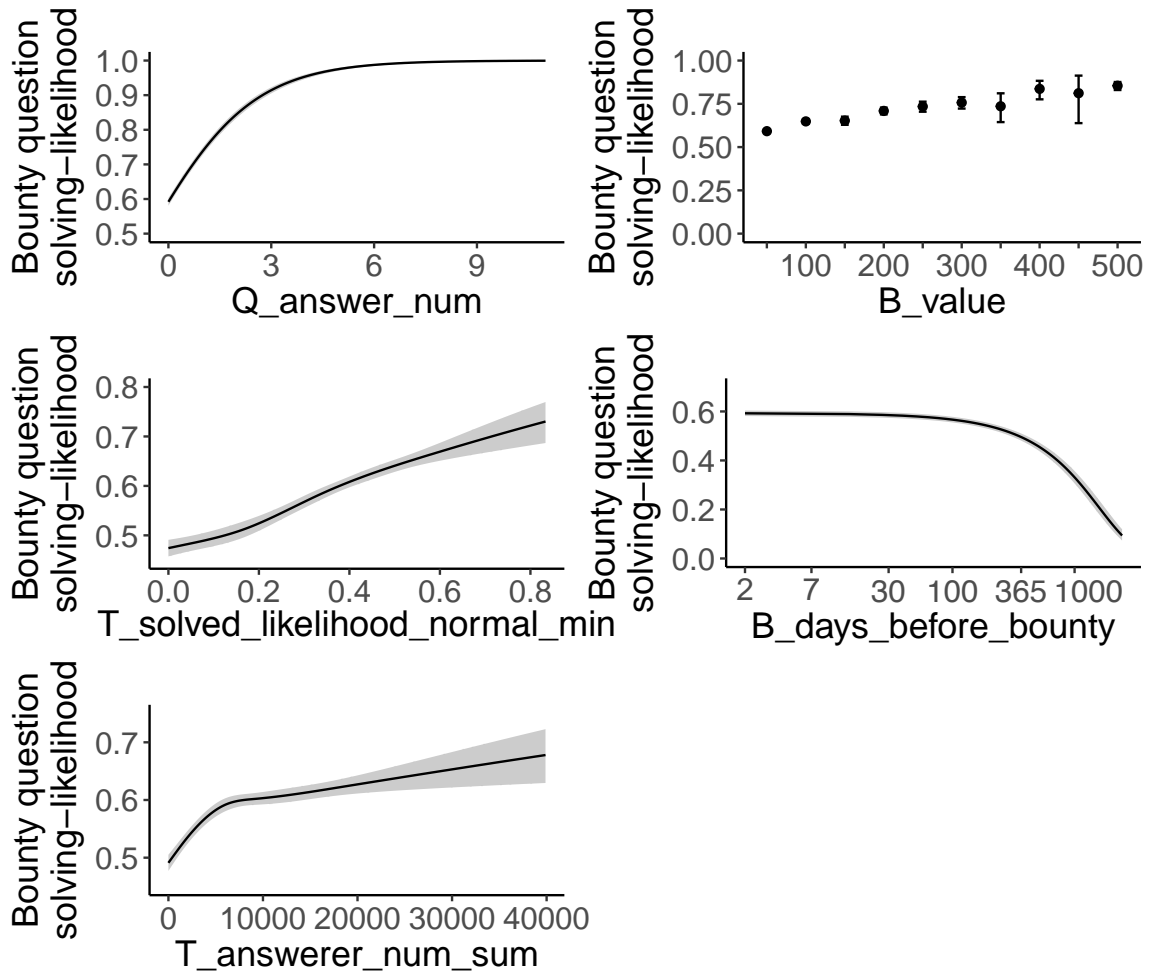 Bounty question
solving−likelihood
1.0
0.9
0.8
0.7
0.6
0.5
0 3 6 9
Q_answer_num
Bounty question
solving−likelihood
1.00
0.75
0.50
0.25
0.00
100 200 300 400 500
B_value
Bounty question
solving−likelihood
0.8
0.7
0.6
0.5
0.0 0.2 0.4 0.6 0.8
T_solved_likelihood_normal_min
Bounty question
solving−likelihood
0.6
0.4
0.2
0.0
2 7 30 100 365 1000
B_days_before_bounty
Bounty question
solving−likelihood
0.7
0.6
0.5
0 10000 20000 30000 40000
T_answerer_num_sum